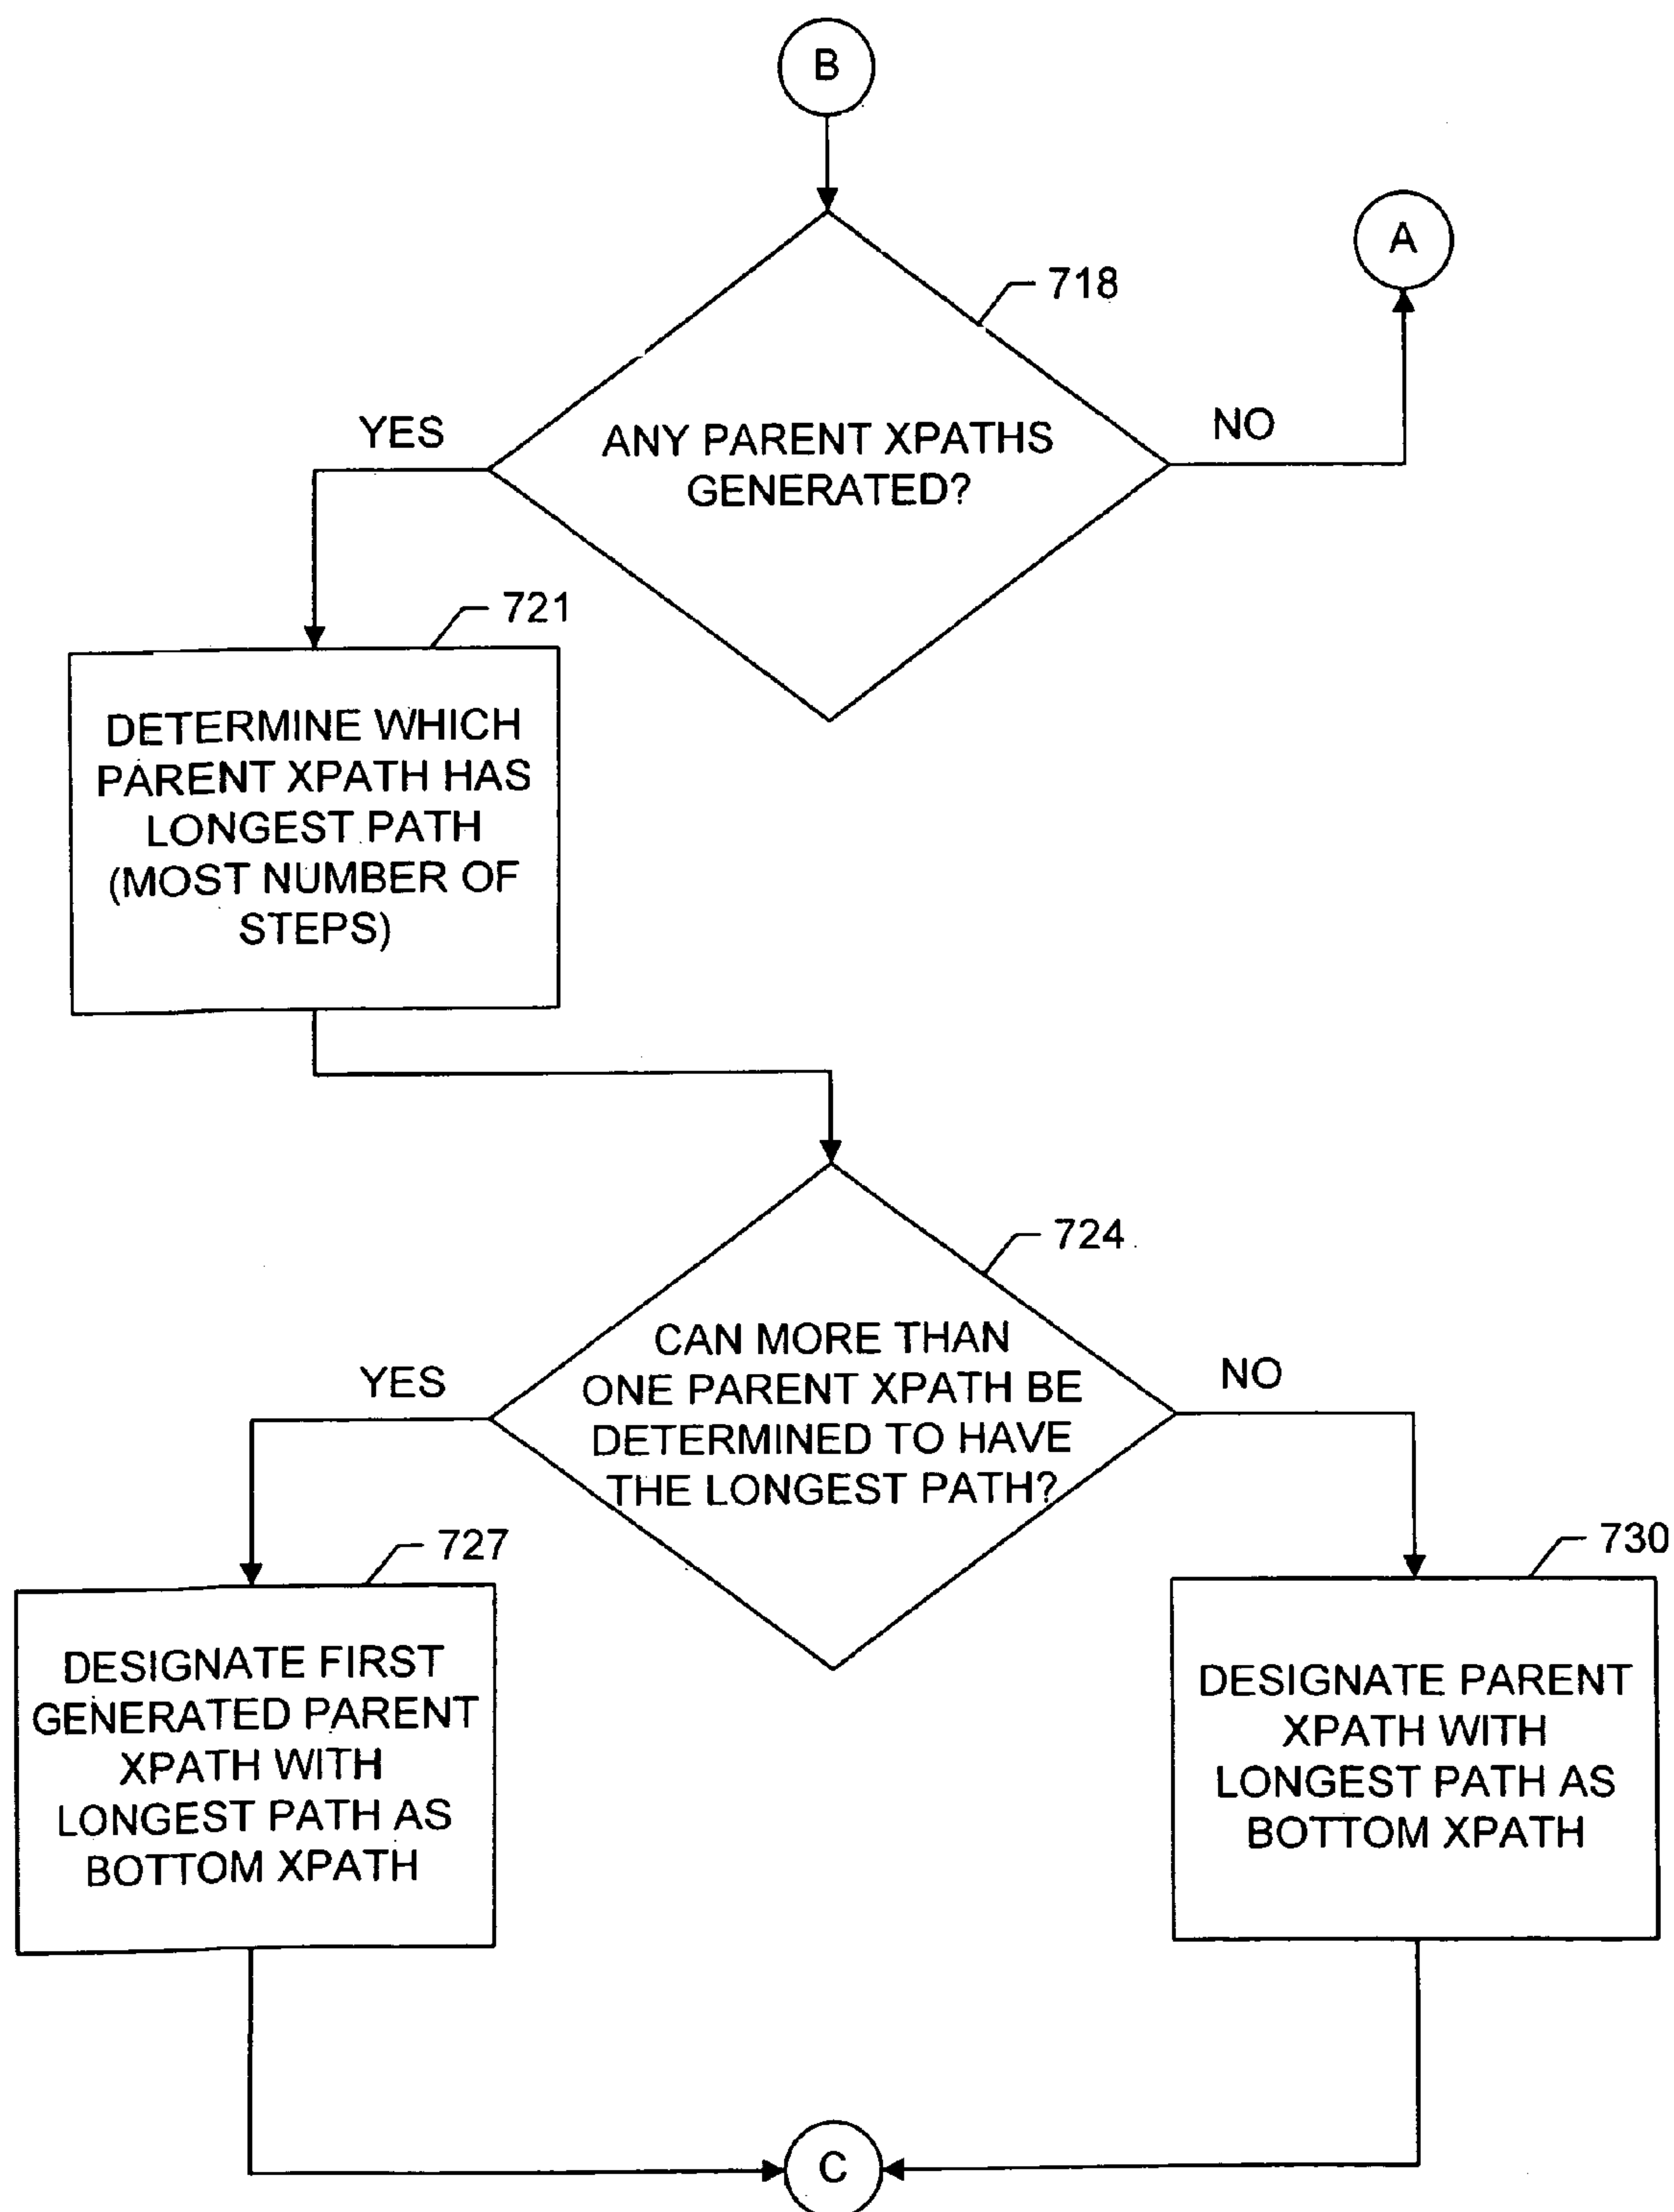 B
A
718
YES
ANY PARENT XPATHS
GENERATED?
NO
721
DETERMINE WHICH
PARENT XPATH HAS
LONGEST PATH
(MOST NUMBER OF
STEPS)
724
YES
CAN MORE THAN
ONE PARENT XPATH BE
DETERMINED TO HAVE
THE LONGEST PATH?
NO
727
DESIGNATE FIRST
GENERATED PARENT
XPATH WITH
LONGEST PATH AS
BOTTOM XPATH
730
DESIGNATE PARENT
XPATH WITH
LONGEST PATH AS
BOTTOM XPATH
C